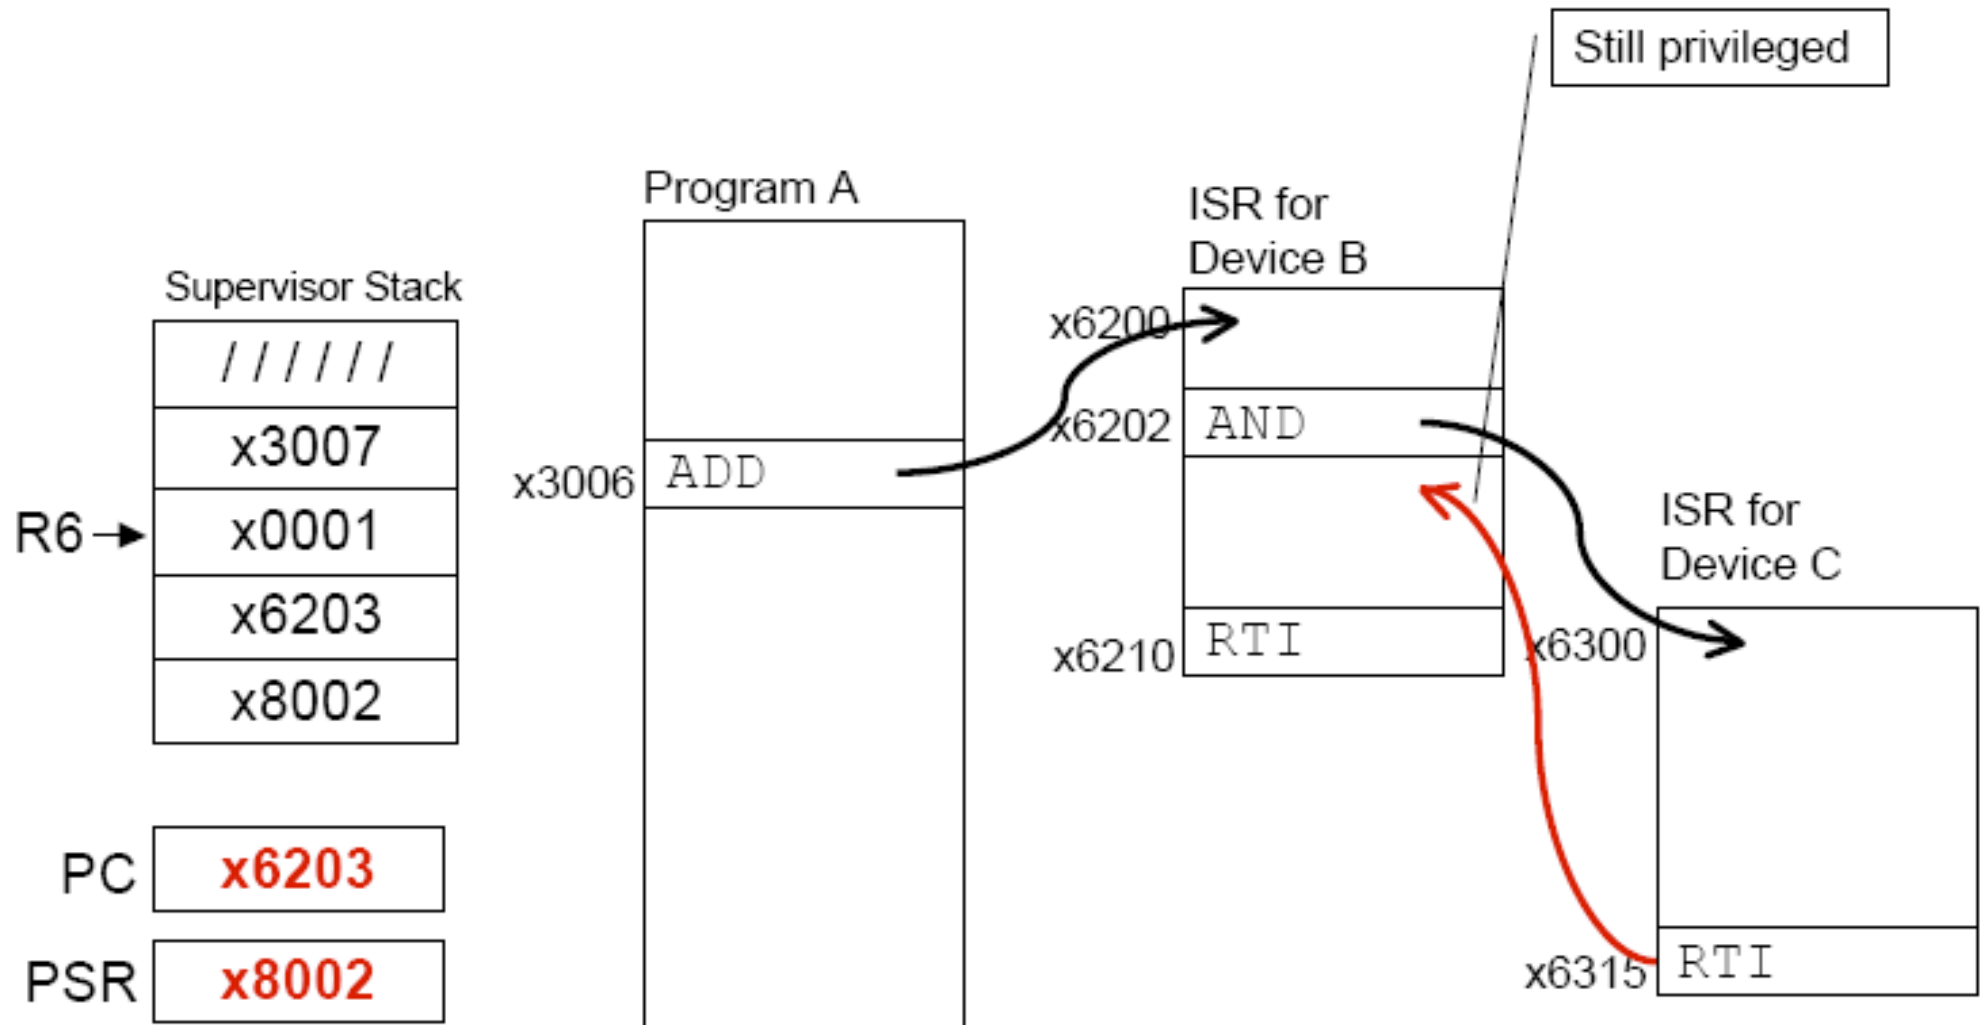 Still privileged
Program A
ISR for
Device B
Supervisor Stack
/ / / / / /
x3007
R6
x0001
x6203
x8002
PC
x6203
PSR
x8002
x3006
ADD
x6200
x6202
AND
x6210
RTI
ISR for
Device C
x6300
x6315
RTI